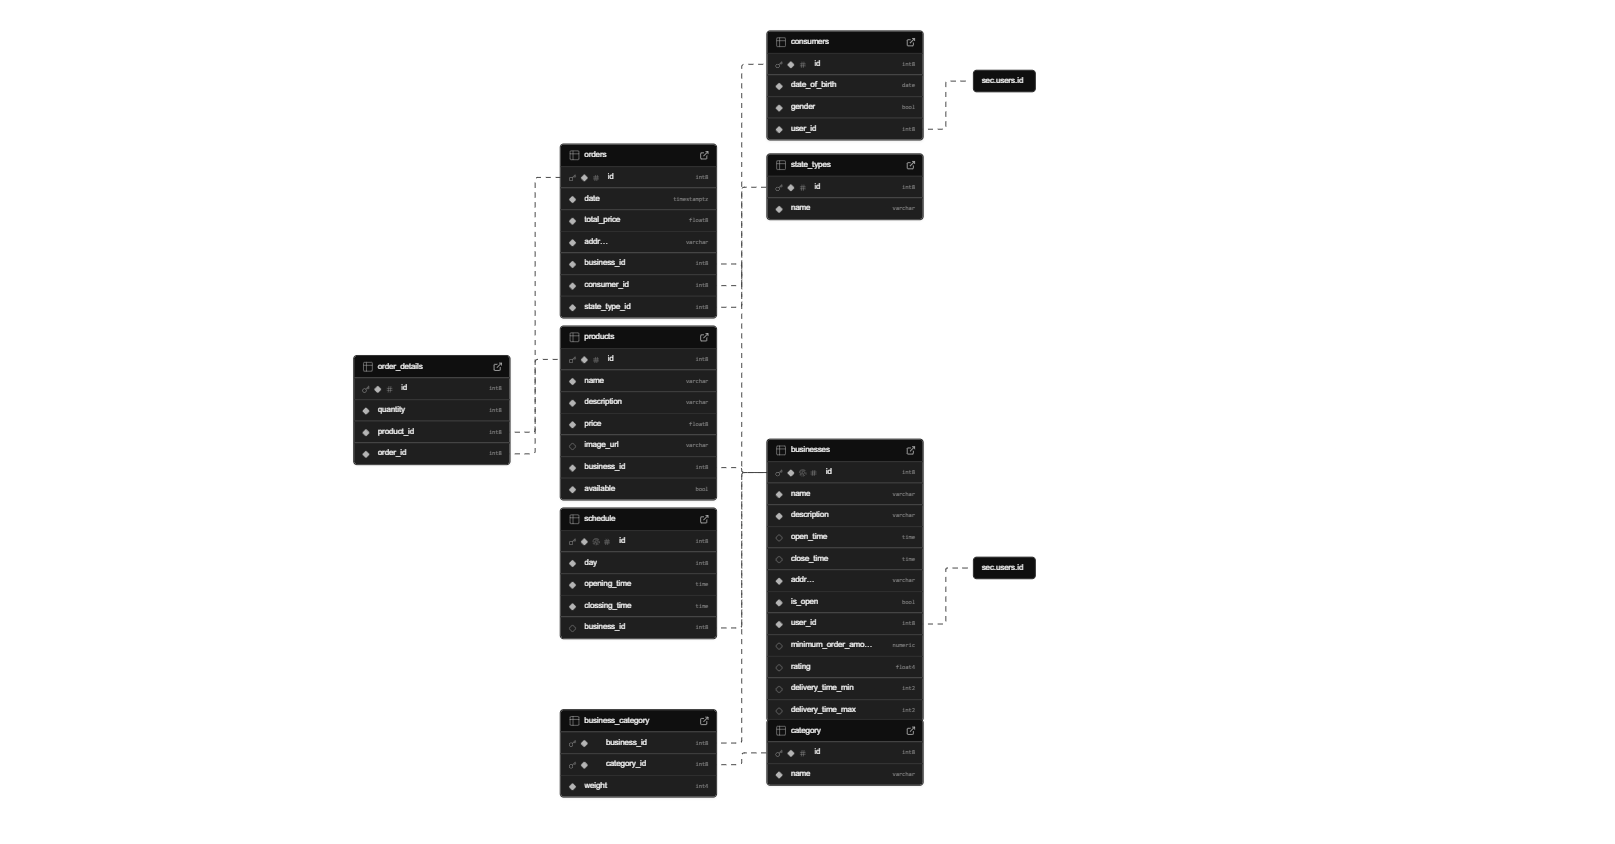 consumers
id int8
date_of_birth date
gender bool
user_id int8
sec.users.id
state_types
id int8
name varchar
orders
id int8
date timestamptz
total_price float8
addr... varchar
business_id int8
consumer_id int8
state_type_id int8
products
id int8
name varchar
description varchar
price float8
image_url varchar
business_id int8
available bool
order_details
id int8
quantity int8
product_id int8
order_id int8
schedule
id int8
day int8
opening_time time
clossing_time time
business_id int8
businesses
id int8
name varchar
description varchar
open_time time
close_time time
addr... varchar
is_open bool
user_id int8
minimum_order_amo... numeric
rating float4
delivery_time_min int2
delivery_time_max int2
sec.users.id
business_category
business_id int8
category_id int8
weight int4
category
id int8
name varchar